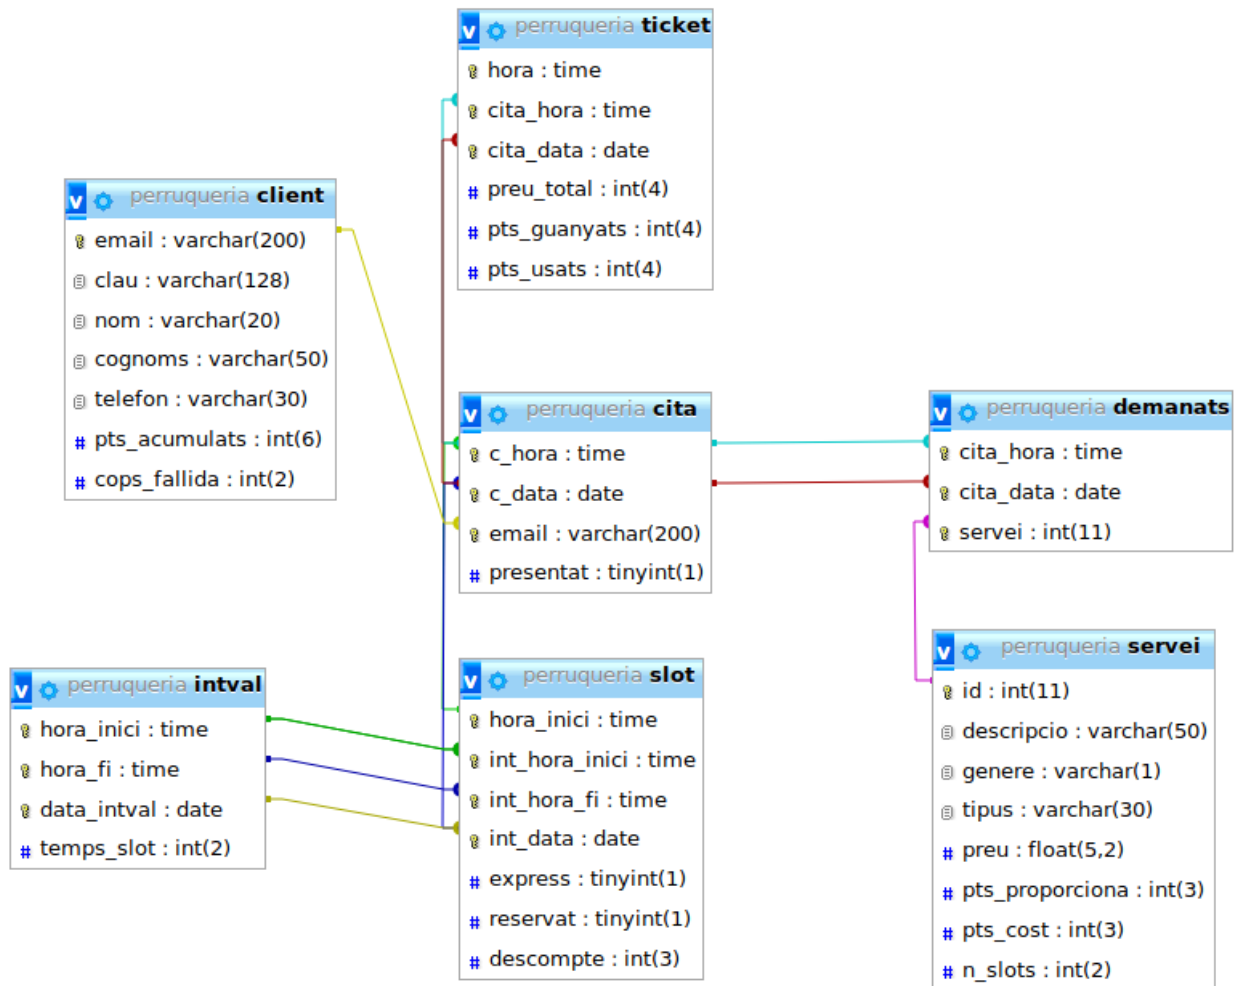 v perruqueria ticket
hora : time
cita_hora : time
cita_data : date
# preu_total : int(4)
# pts_guanyats : int(4)
# pts_usats : int(4)
v perruqueria client
email : varchar(200)
clau : varchar(128)
nom : varchar(20)
cognoms : varchar(50)
telefon : varchar(30)
# pts_acumulats : int(6)
# cops_fallida : int(2)
v perruqueria cita
c_hora : time
c_data : date
email : varchar(200)
# presentat : tinyint(1)
v perruqueria demanats
cita_hora : time
cita_data : date
servei : int(11)
v perruqueria intval
hora_inici : time
hora_fi : time
data_intval : date
# temps_slot : int(2)
v perruqueria slot
hora_inici : time
int_hora_inici : time
int_hora_fi : time
int_data : date
# express : tinyint(1)
# reservat : tinyint(1)
# descompte : int(3)
v perruqueria servei
id : int(11)
descripcio : varchar(50)
genere : varchar(1)
tipus : varchar(30)
# preu : float(5,2)
# pts_proporciona : int(3)
# pts_cost : int(3)
# n_slots : int(2)